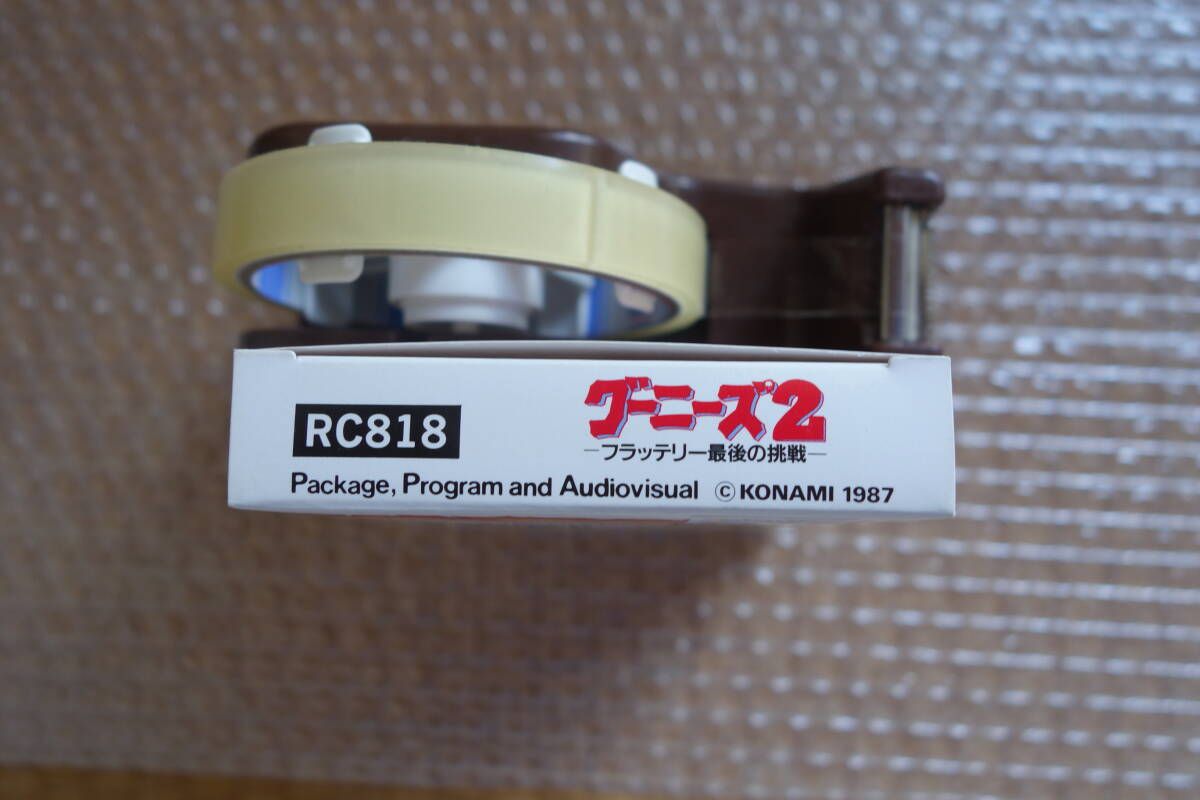 RC818
グーニーズ2
―フラッテリー最後の挑戦―
Package, Program and Audiovisual © KONAMI 1987